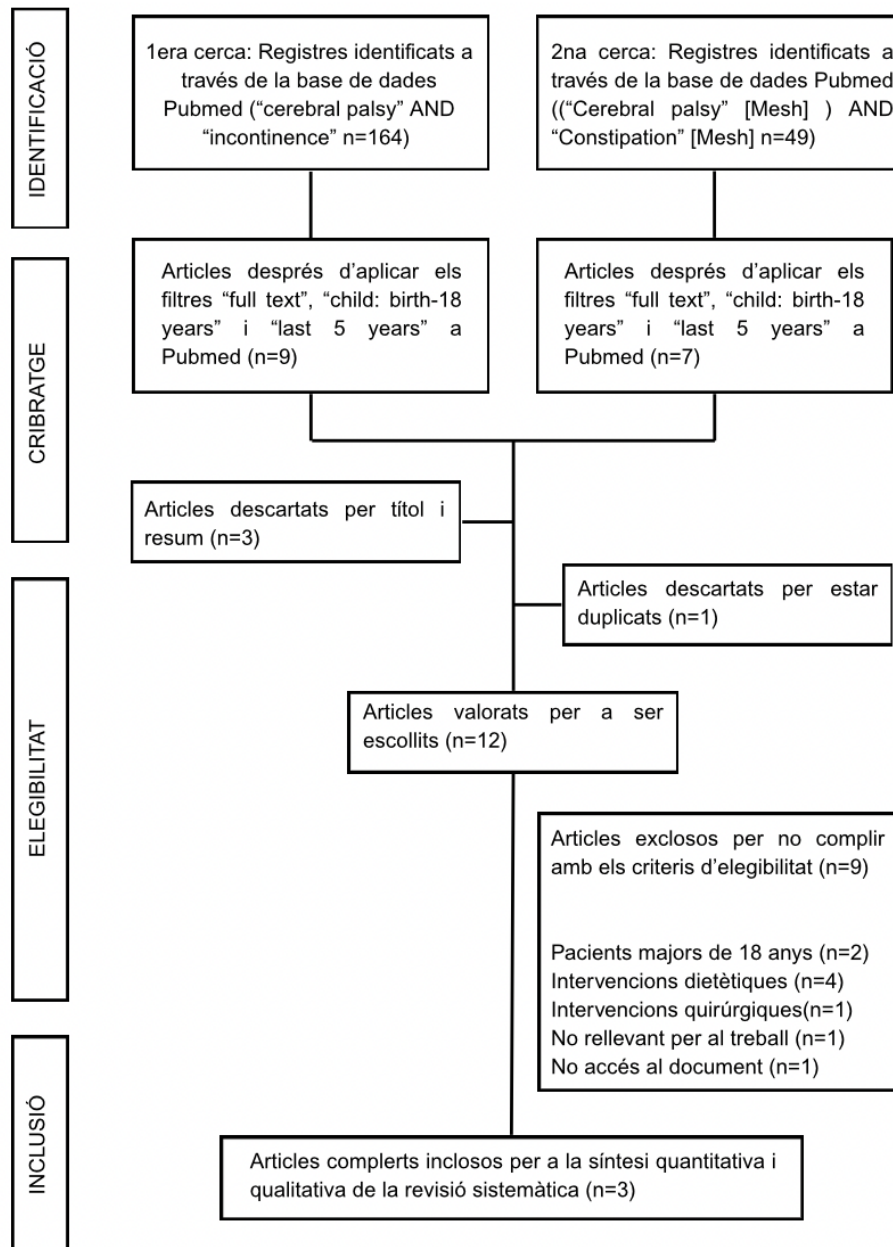 IDENTIFICACIÓ
1era cerca: Registres identificats a
través de la base de dades
Pubmed (“cerebral palsy” AND
“incontinence” n=164)
2na cerca: Registres identificats a
través de la base de dades Pubmed
((“Cerebral palsy” [Mesh] ) AND
“Constipation” [Mesh] n=49)
CRIBRATGE
Articles després d’aplicar els
filtres “full text”, “child: birth-18
years” i “last 5 years” a
Pubmed (n=9)
Articles després d’aplicar els
filtres “full text”, “child: birth-18
years” i “last 5 years” a
Pubmed (n=7)
Articles descartats per títol i
resum (n=3)
ELEGIBILITAT
Articles descartats per estar
duplicats (n=1)
Articles valorats per a ser
escollits (n=12)
Articles exclosos per no complir
amb els criteris d’elegibilitat (n=9)
Pacients majors de 18 anys (n=2)
Intervencions dietètiques (n=4)
Intervencions quirúrgiques(n=1)
No rellevant per al treball (n=1)
No accés al document (n=1)
INCLUSIÓ
Articles complerts inclosos per a la síntesi quantitativa i
qualitativa de la revisió sistemàtica (n=3)